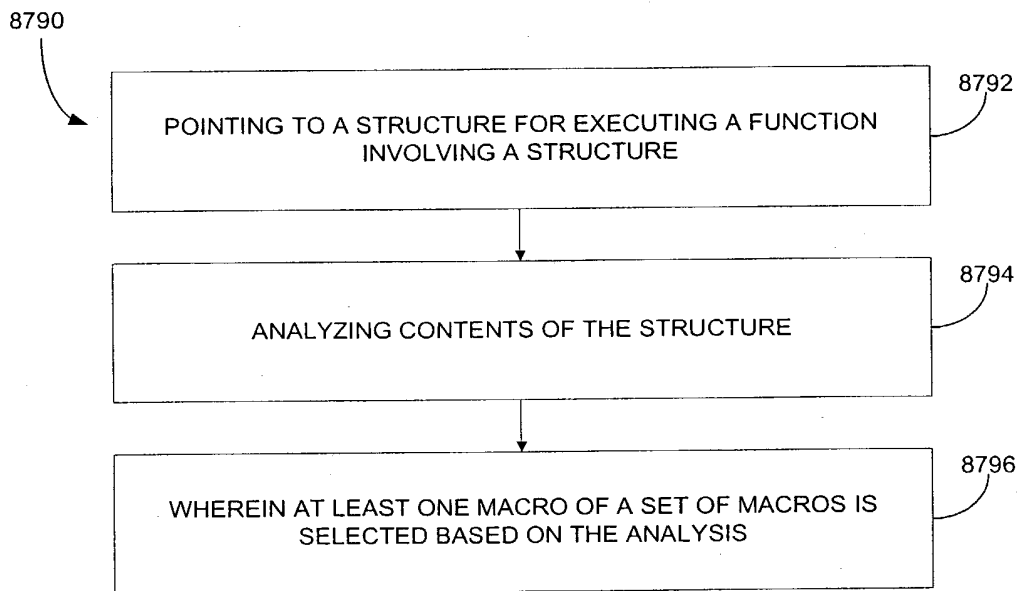 8790
8792
POINTING TO A STRUCTURE FOR EXECUTING A FUNCTION
INVOLVING A STRUCTURE
8794
ANALYZING CONTENTS OF THE STRUCTURE
8796
WHEREIN AT LEAST ONE MACRO OF A SET OF MACROS IS
SELECTED BASED ON THE ANALYSIS